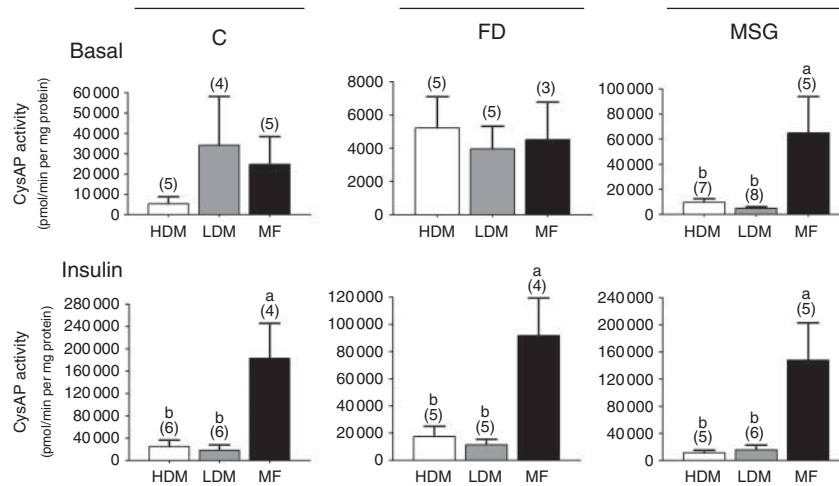 C FD MSG
Basal
CysAP activity
(pmol/min per mg protein)
60 000
50 000
40 000
30 000
20 000
10 000
0
(5) (4) (5)
HDM LDM MF
8000
6000
4000
2000
0
(5) (5) (3)
HDM LDM MF
100 000
80 000
60 000
40 000
20 000
0
b b a
(7) (8) (5)
HDM LDM MF
Insulin
CysAP activity
(pmol/min per mg protein)
280 000
240 000
200 000
160 000
120 000
80 000
40 000
0
b b a
(6) (6) (4)
HDM LDM MF
120 000
100 000
80 000
60 000
40 000
20 000
0
b b a
(5) (5) (4)
HDM LDM MF
240 000
200 000
160 000
120 000
80 000
40 000
0
b b a
(5) (6) (5)
HDM LDM MF